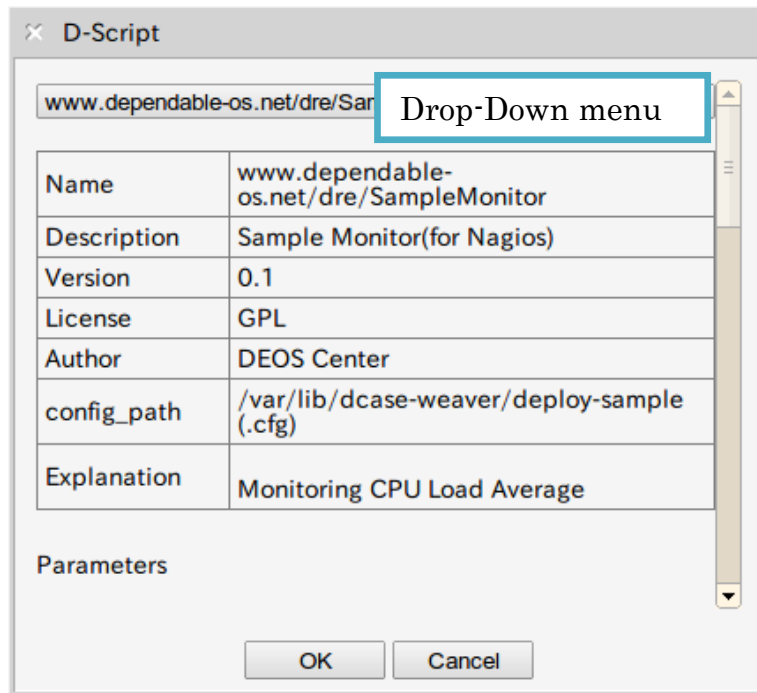 D-Script
www.dependable-os.net/dre/Sar
Drop-Down menu
Name
www.dependable-
os.net/dre/SampleMonitor
Description
Sample Monitor(for Nagios)
Version
0.1
License
GPL
Author
DEOS Center
config_path
/var/lib/dcase-weaver/deploy-sample
(.cfg)
Explanation
Monitoring CPU Load Average
Parameters
OK
Cancel